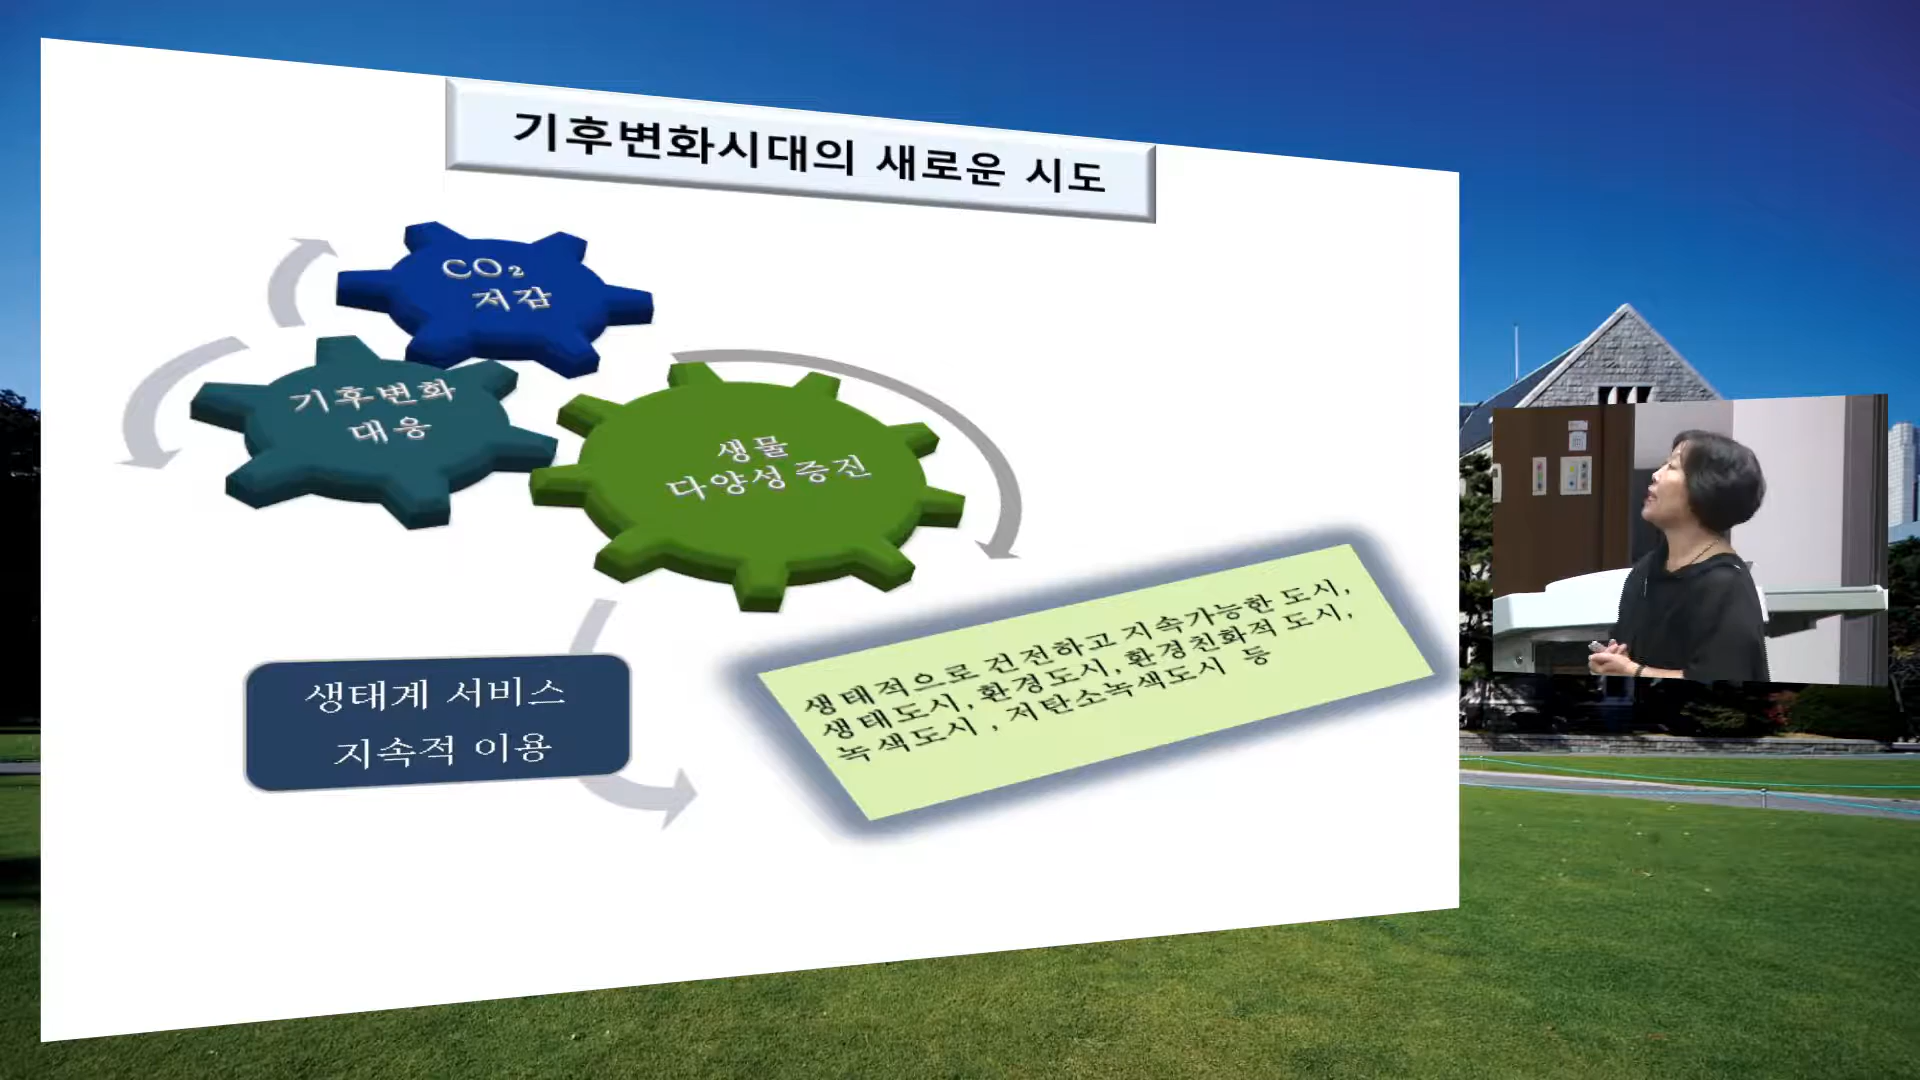 기후변화시대의 새로운 시도
CO₂
저감
기후변화
대응
생물
다양성증진
생태계 서비스
지속적 이용
생태적으로 건전하고 지속가능한 도시,
생태도시, 환경도시, 환경친화적 도시,
녹색도시 , 저탄소녹색도시 등